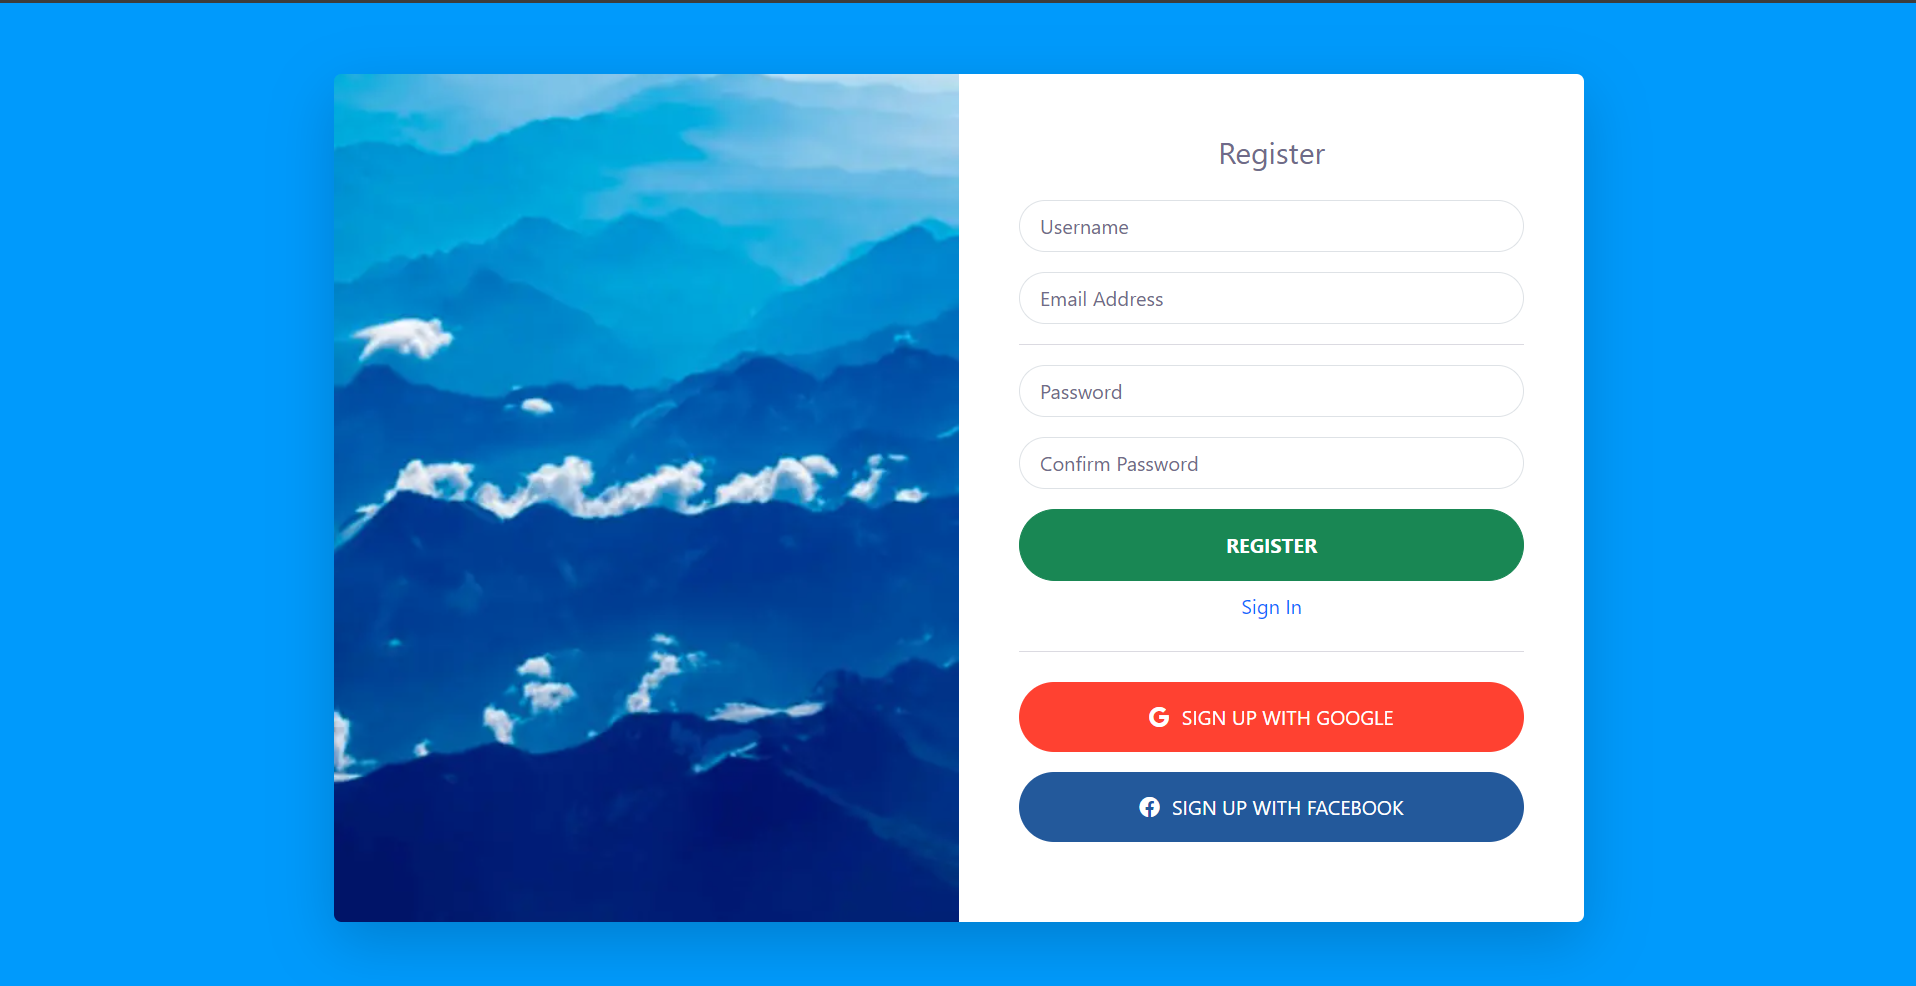 Register
Username
Email Address
Password
Confirm Password
REGISTER
Sign In
SIGN UP WITH GOOGLE
SIGN UP WITH FACEBOOK